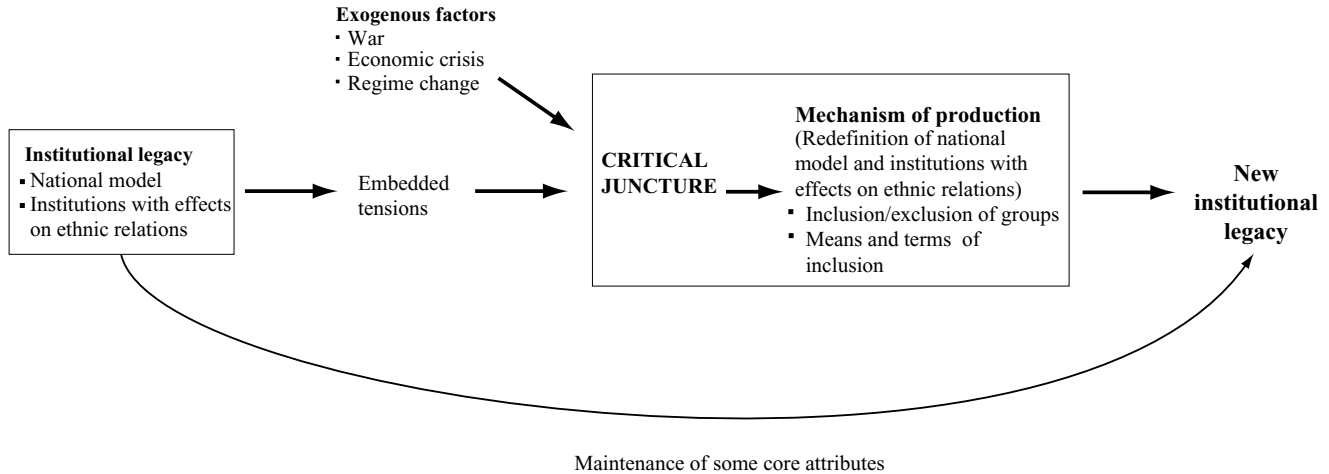 Exogenous factors
▪ War
▪ Economic crisis
▪ Regime change
Institutional legacy
▪ National model
▪ Institutions with effects
on ethnic relations
Embedded
tensions
CRITICAL
JUNCTURE
Mechanism of production
(Redefinition of national
model and institutions with
effects on ethnic relations)
▪ Inclusion/exclusion of groups
▪ Means and terms of
inclusion
New
institutional
legacy
Maintenance of some core attributes